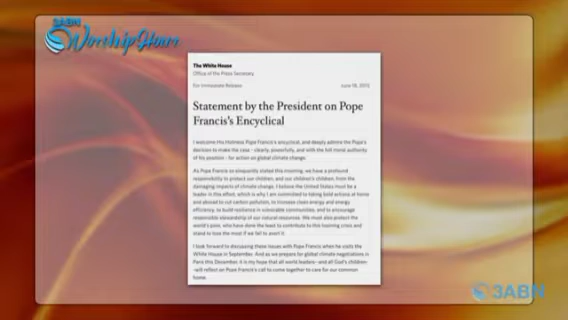 3ABN
Worship Hour
The White House
Office of the Press Secretary
For Immediate Release June 18, 2015
Statement by the President on Pope
Francis's Encyclical
I welcome His Holiness Pope Francis's encyclical, and deeply admire the Pope's
decision to make the case - clearly, powerfully, and with the full moral authority
of his position - for action on global climate change.
As Pope Francis so eloquently stated this morning, we have a profound
responsibility to protect our children, and our children's children, from the
damaging impacts of climate change. I believe the United States must be a
leader in this effort, which is why I am committed to taking bold actions at home
and abroad to cut carbon pollution, to increase clean energy and energy
efficiency, to build resilience in vulnerable communities, and to encourage
responsible stewardship of our natural resources. We must also protect the
world's poor, who have done the least to contribute to this looming crisis and
stand to lose the most if we fail to avert it.
I look forward to discussing these issues with Pope Francis when he visits the
White House in September. And as we prepare for global climate negotiations in
Paris this December, it is my hope that all world leaders--and all God's children-
-will reflect on Pope Francis's call to come together to care for our common
home.
3ABN